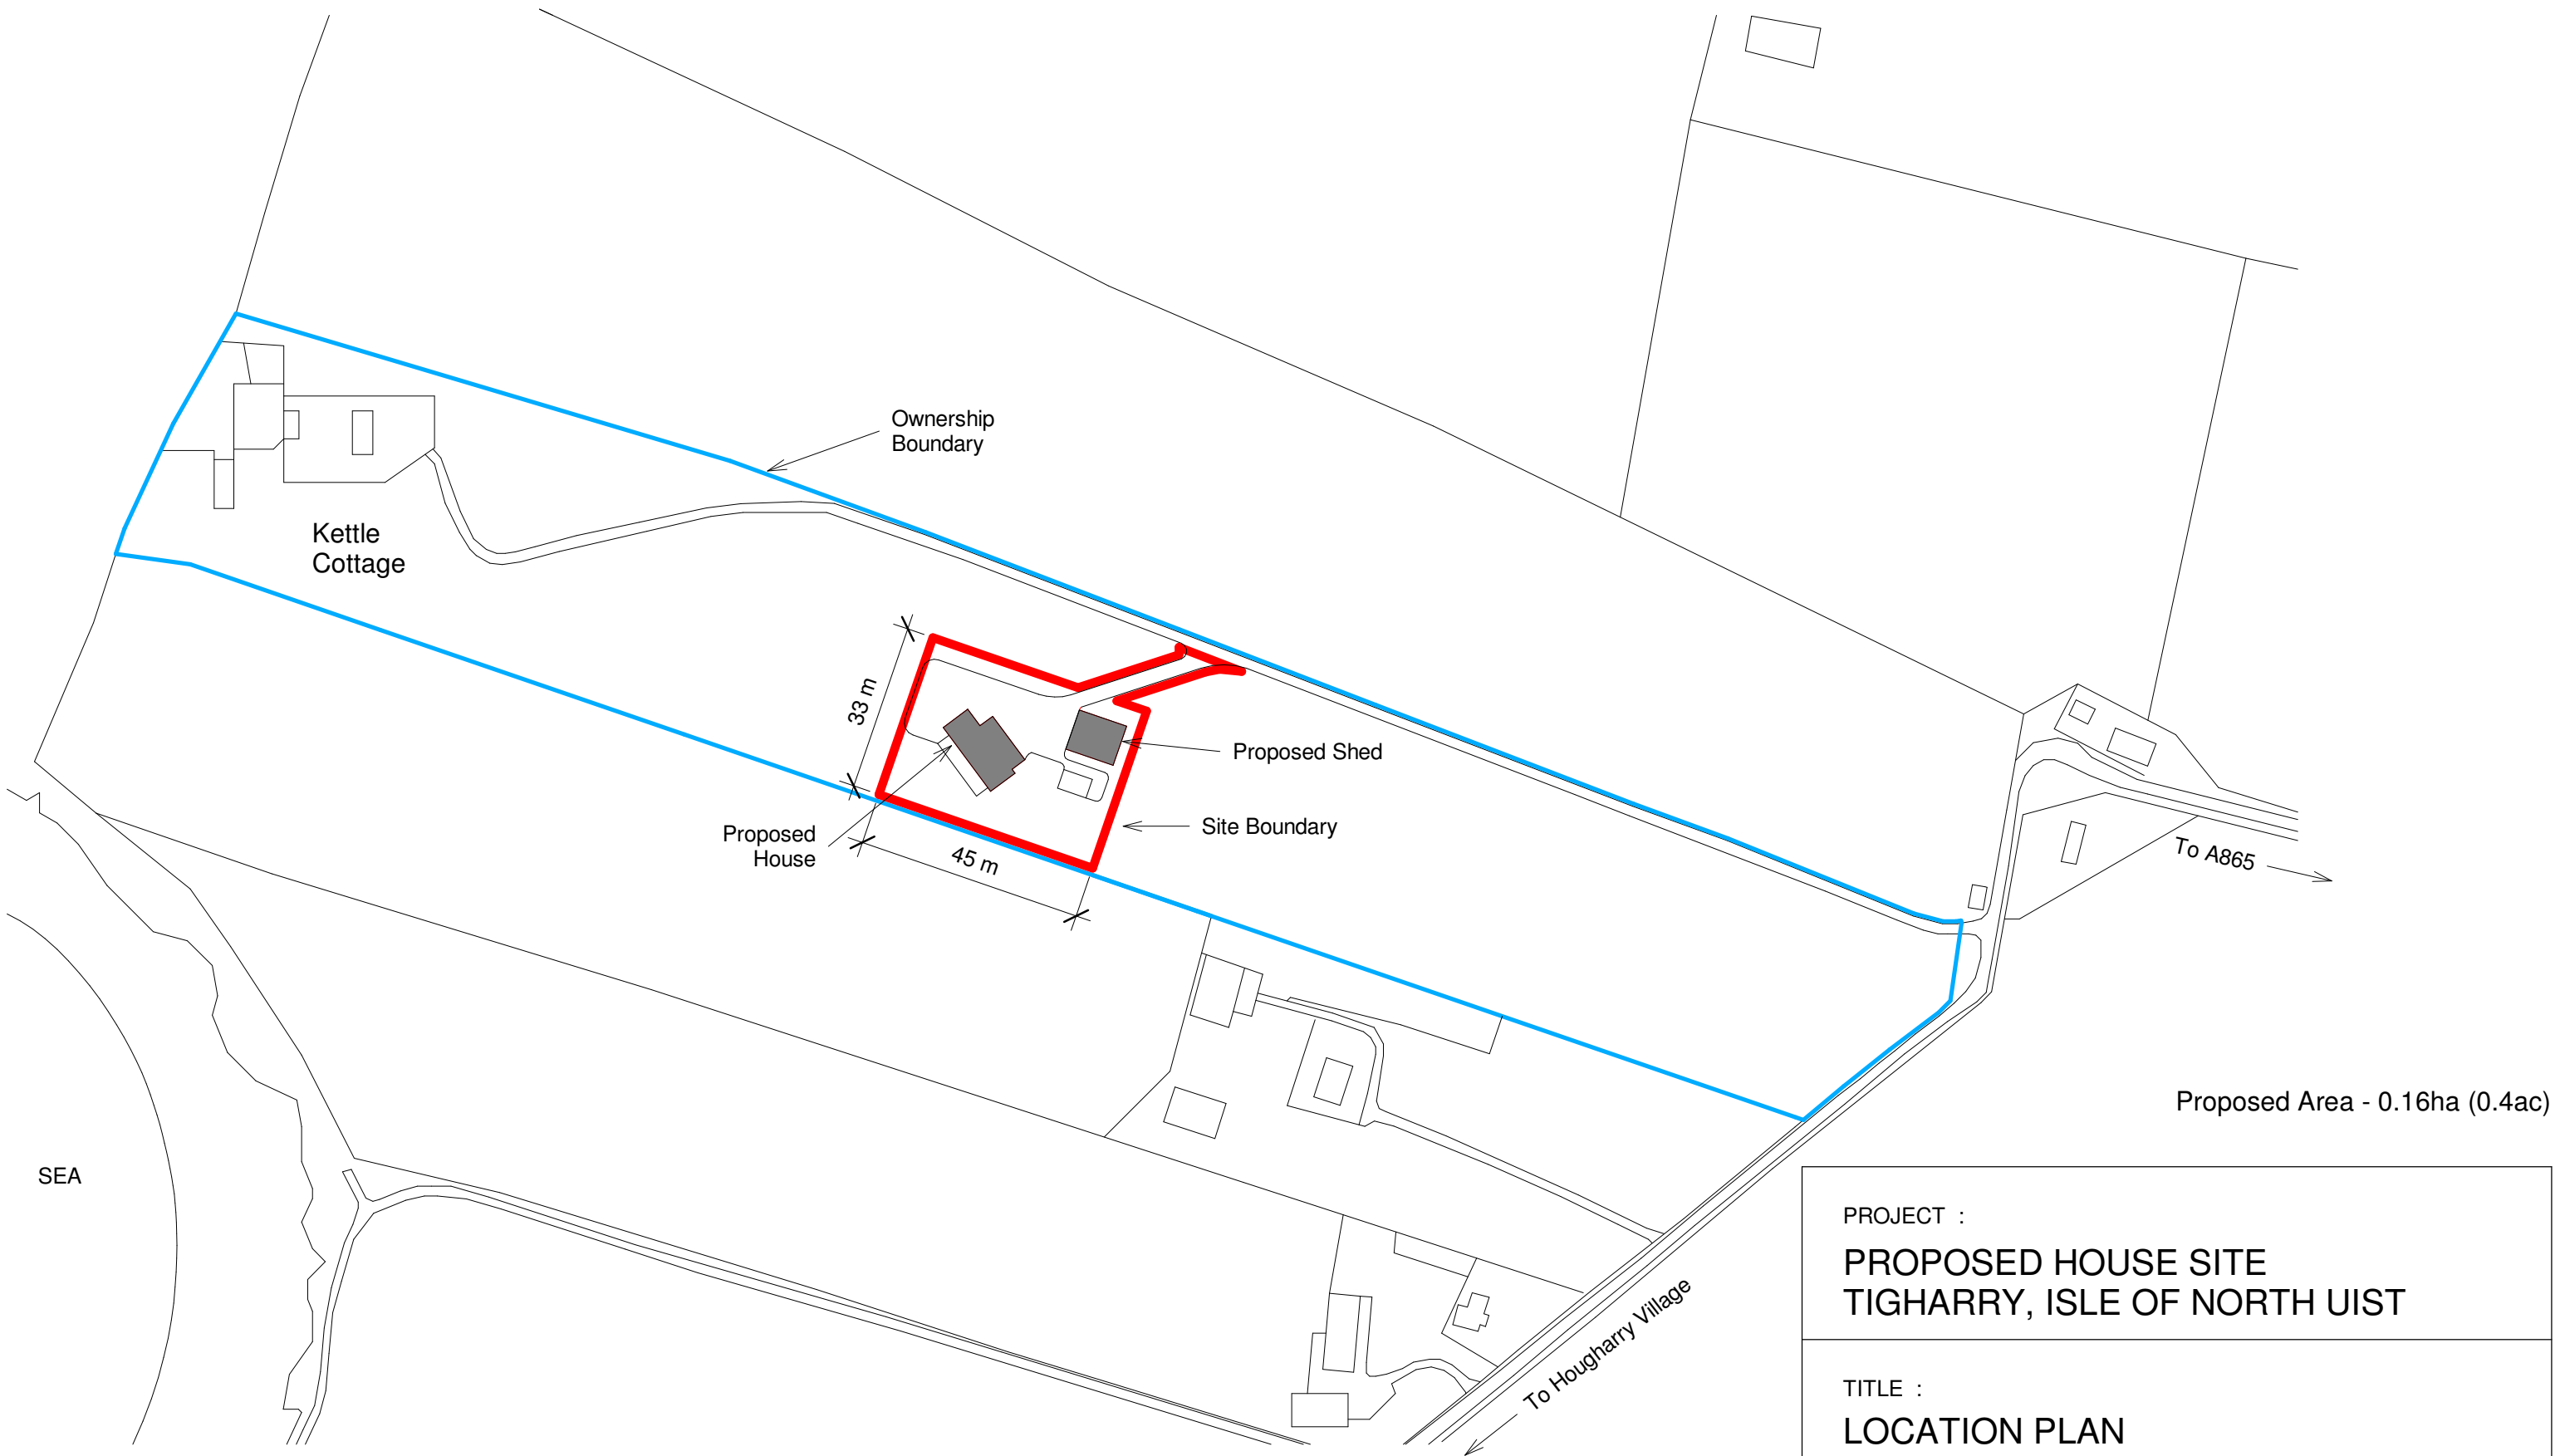 Ownership
Boundary
Kettle
Cottage
33 m
Proposed Shed
Proposed
House
Site Boundary
45 m
To A865
Proposed Area - 0.16ha (0.4ac)
SEA
To Hougharry Village
PROJECT :
PROPOSED HOUSE SITE
TIGHARRY, ISLE OF NORTH UIST
TITLE :
LOCATION PLAN